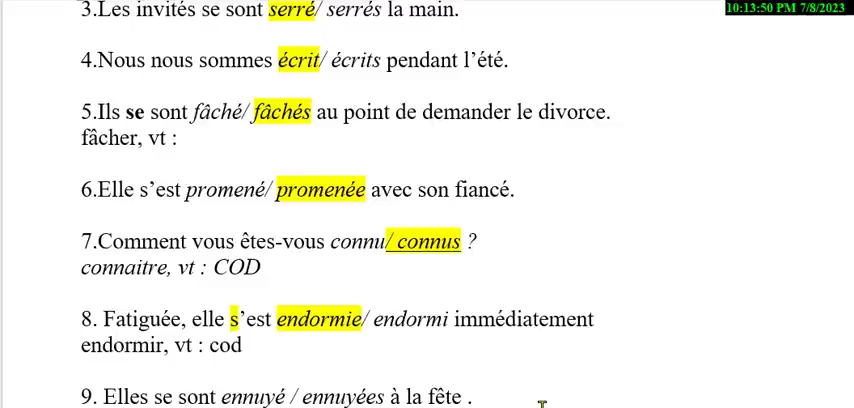 10:13:50 PM 7/8/2023
3.Les invités se sont serré/ serrés la main.
4.Nous nous sommes écrit/ écrits pendant l’été.
5.Ils se sont fâché/ fâchés au point de demander le divorce.
fâcher, vt :
6.Elle s’est promené/ promenée avec son fiancé.
7.Comment vous êtes-vous connu/ connus ?
connaitre, vt : COD
8. Fatiguée, elle s’est endormie/ endormi immédiatement
endormir, vt : cod
9. Elles se sont ennuyé / ennuyées à la fête .